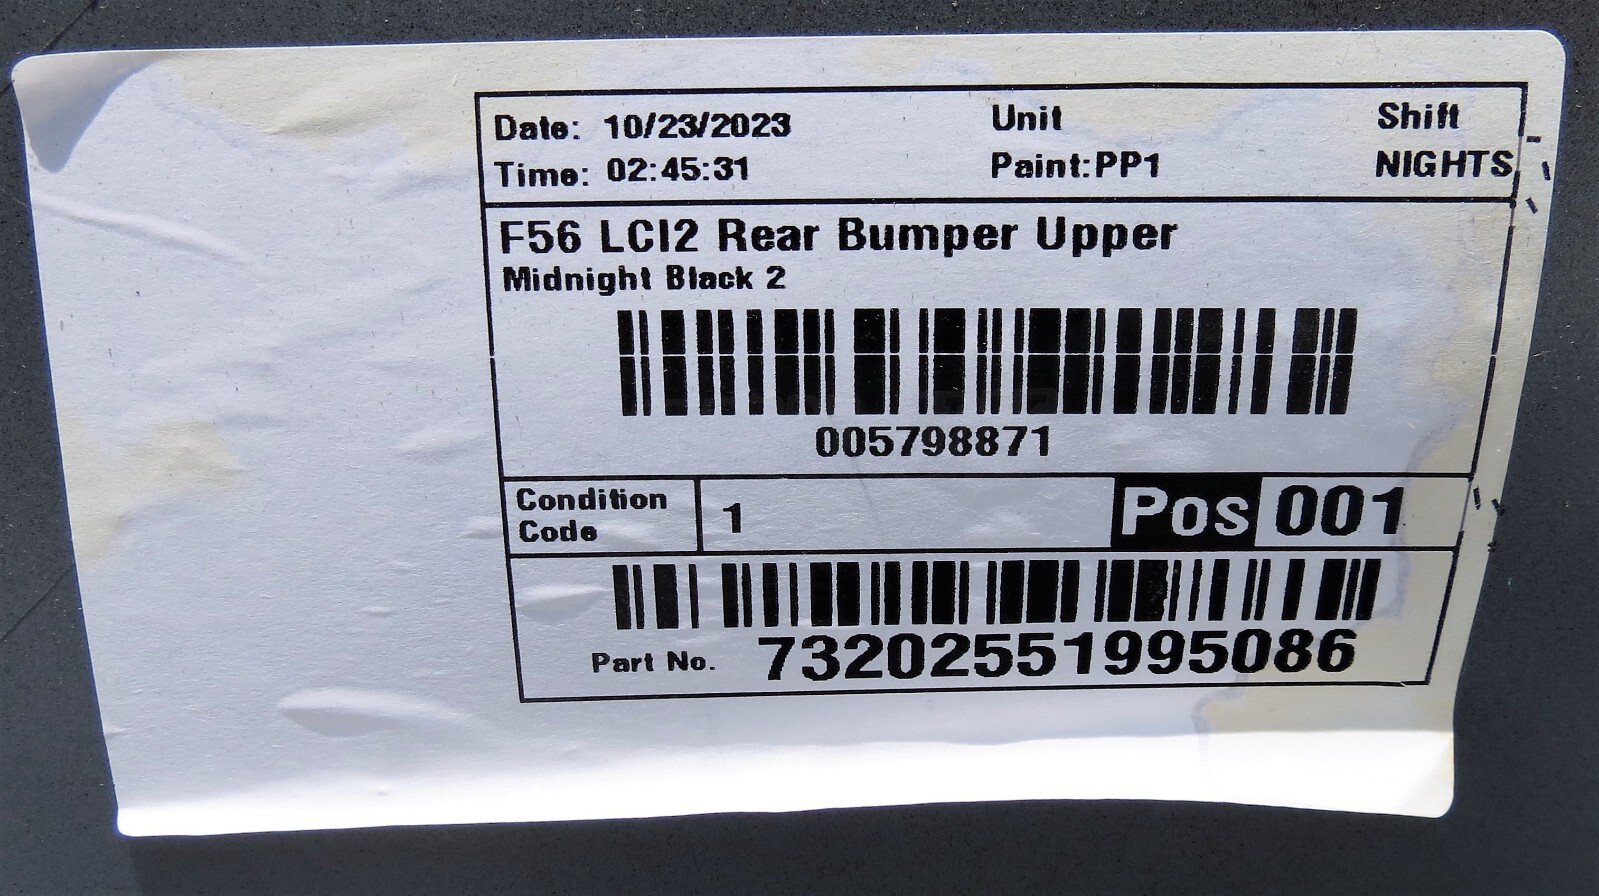 Date: 10/23/2023 Unit Shift
Time: 02:45:31 Paint:PP1 NIGHTS
F56 LCI2 Rear Bumper Upper
Midnight Black 2
005798871
Condition
Code 1 Pos 001
Part No. 73202551995086